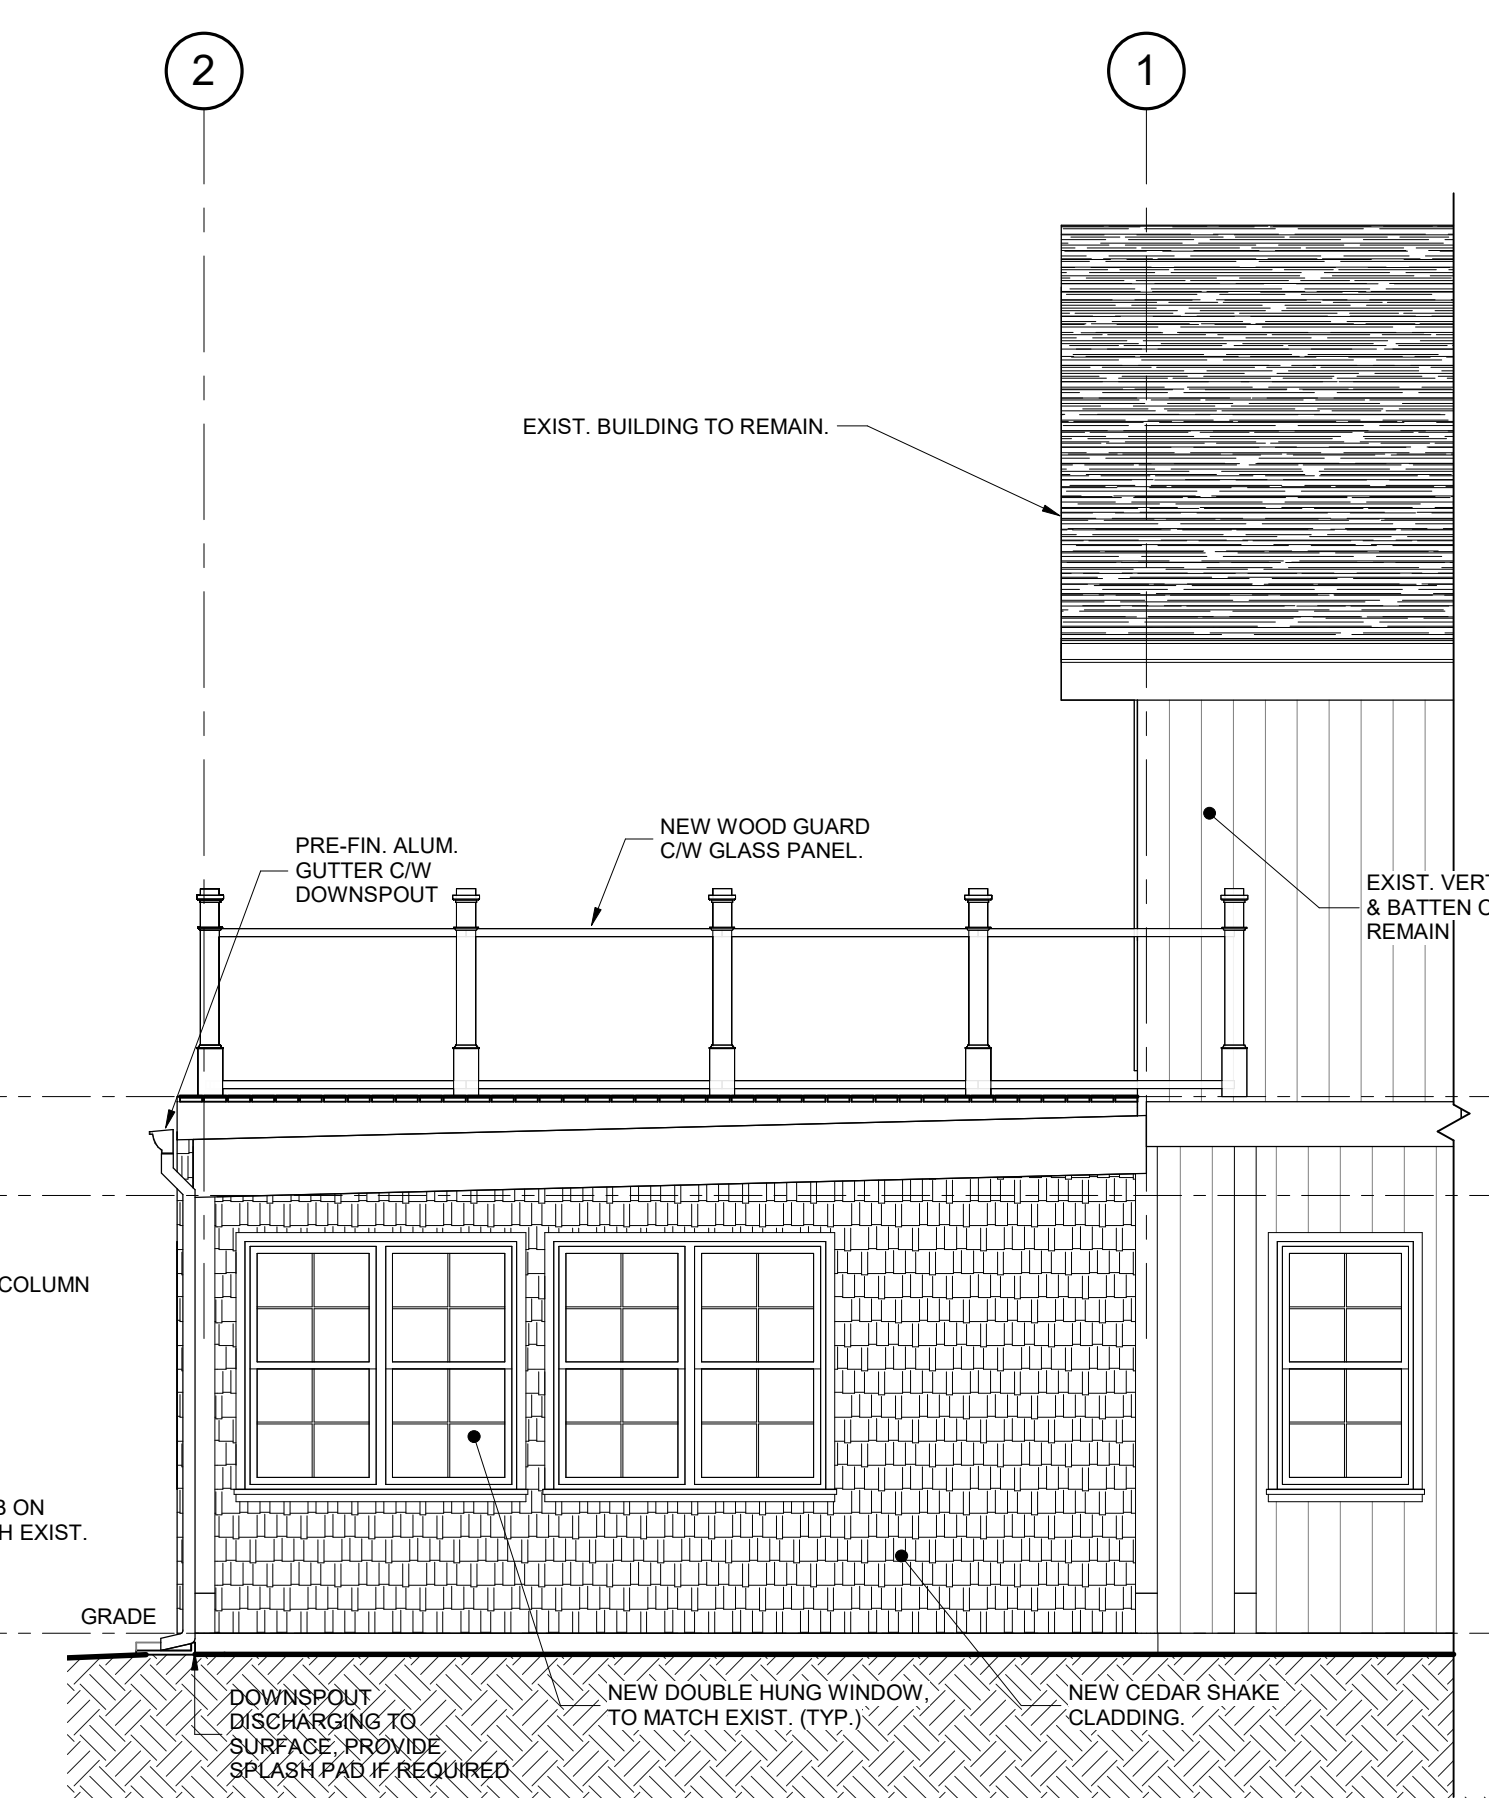 2
1
EXIST. BUILDING TO REMAIN.
NEW WOOD GUARD
C/W GLASS PANEL.
PRE-FIN. ALUM.
GUTTER C/W
DOWNSPOUT
EXIST. VERT
& BATTEN
REMAIN
COLUMN
ON
EXIST.
GRADE
DOWNSPOUT
DISCHARGING TO
SURFACE, PROVIDE
SPLASH PAD IF REQUIRED
NEW DOUBLE HUNG WINDOW,
TO MATCH EXIST. (TYP.)
NEW CEDAR SHAKE
CLADDING.